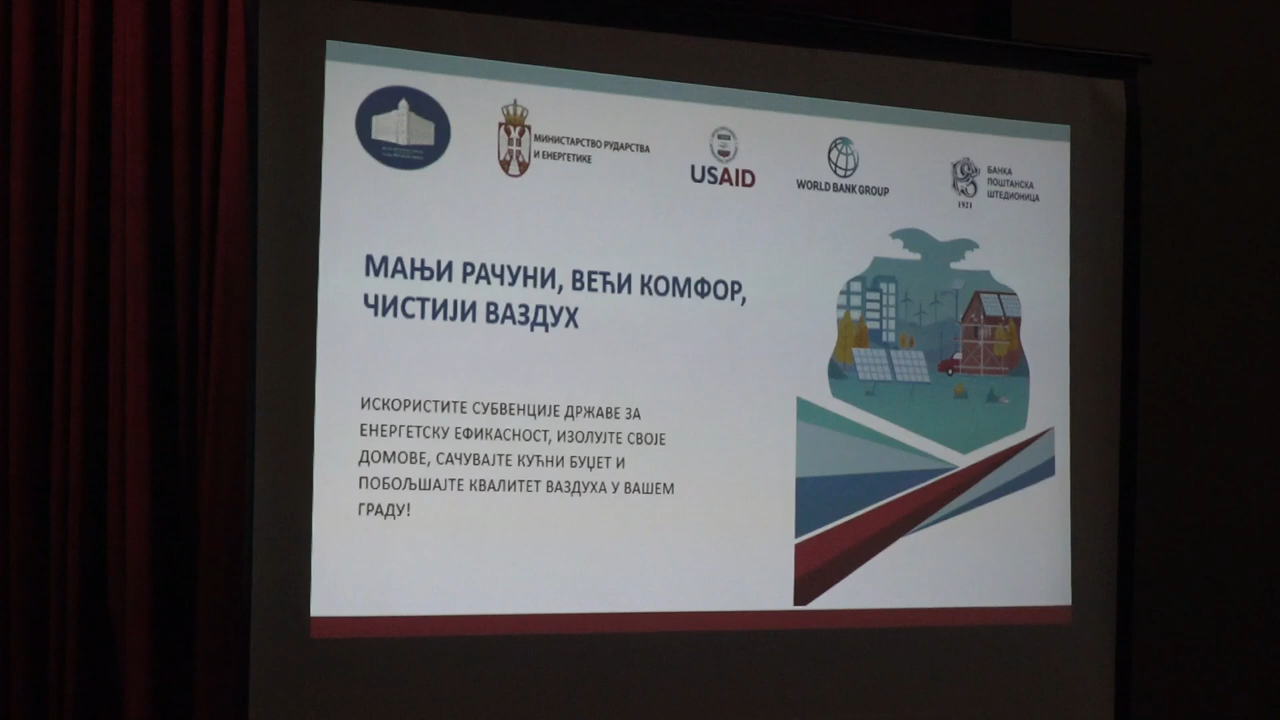 МИНИСТАРСТВО РУДАРСТВА
И ЕНЕРГЕТИКЕ
USAID
WORLD BANK GROUP
БАНКА
ПОШТАНСКА
ШТЕДИОНИЦА
1921
МАЊИ РАЧУНИ, ВЕЋИ КОМФОР,
ЧИСТИЈИ ВАЗДУХ
ИСКОРИСТИТЕ СУБВЕНЦИЈЕ ДРЖАВЕ ЗА
ЕНЕРГЕТСКУ ЕФИКАСНОСТ, ИЗОЛУЈТЕ СВОЈЕ
ДОМОВЕ, САЧУВАЈТЕ КУЋНИ БУЏЕТ И
ПОБОЉШАЈТЕ КВАЛИТЕТ ВАЗДУХА У ВАШЕМ
ГРАДУ!